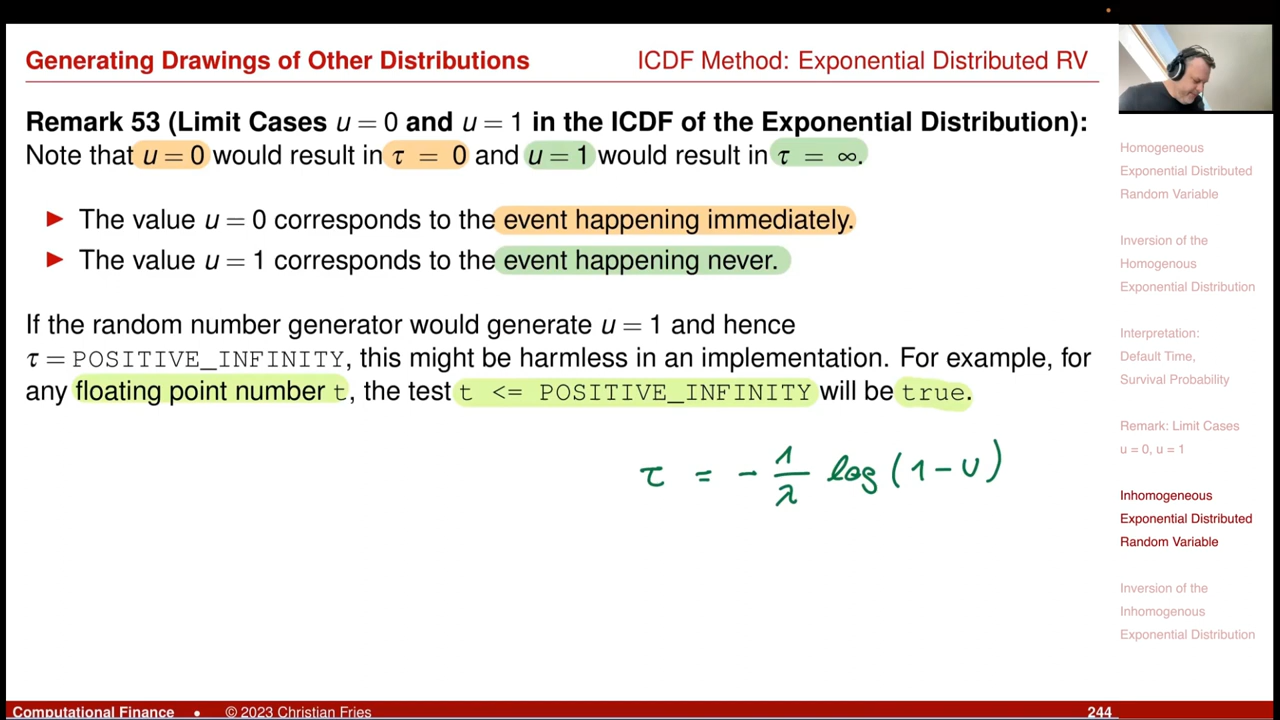 Generating Drawings of Other Distributions
ICDF Method: Exponential Distributed RV
Remark 53 (Limit Cases u = 0 and u = 1 in the ICDF of the Exponential Distribution):
Note that u = 0 would result in τ = 0 and u = 1 would result in τ = ∞.
► The value u = 0 corresponds to the event happening immediately.
► The value u = 1 corresponds to the event happening never.
If the random number generator would generate u = 1 and hence
τ = POSITIVE_INFINITY, this might be harmless in an implementation. For example, for
any floating point number t, the test t <= POSITIVE_INFINITY will be true.
τ = - 1/λ log (1 - U)
Homogeneous
Exponential Distributed
Random Variable
Inversion of the
Homogenous
Exponential Distribution
Interpretation:
Default Time,
Survival Probability
Remark: Limit Cases
u = 0, u = 1
Inhomogneous
Exponential Distributed
Random Variable
Inversion of the
Inhomogenous
Exponential Distribution
Computational Finance • © 2023 Christian Fries
244